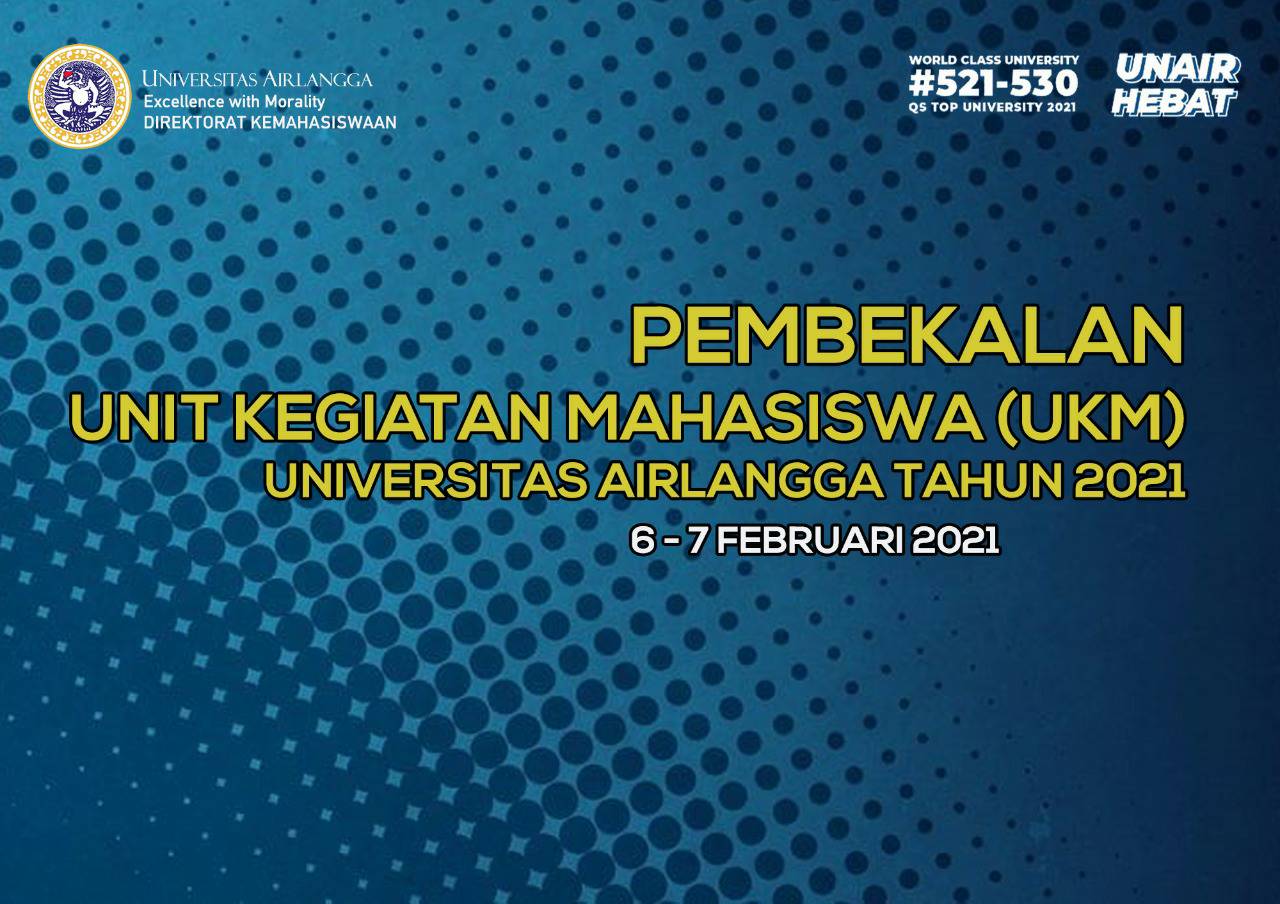 UNIVERSITAS AIRLANGGA
Excellence with Morality
DIREKTORAT KEMAHASISWAAN
WORLD CLASS UNIVERSITY
#521-530
QS TOP UNIVERSITY 2021
UNAIR
HEBAT
PEMBEKALAN
UNIT KEGIATAN MAHASISWA (UKM)
UNIVERSITAS AIRLANGGA TAHUN 2021
6 - 7 FEBRUARI 2021